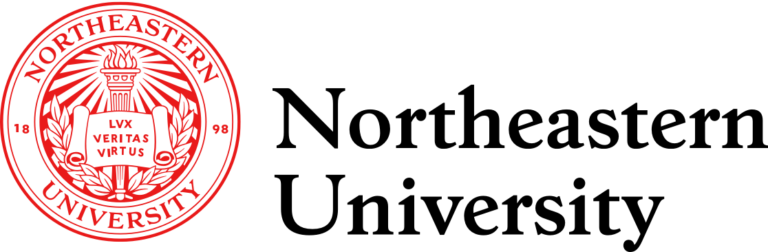 NORTHEASTERN
18 98
LVX
VERITAS
VIRTUS
UNIVERSITY
Northeastern
University